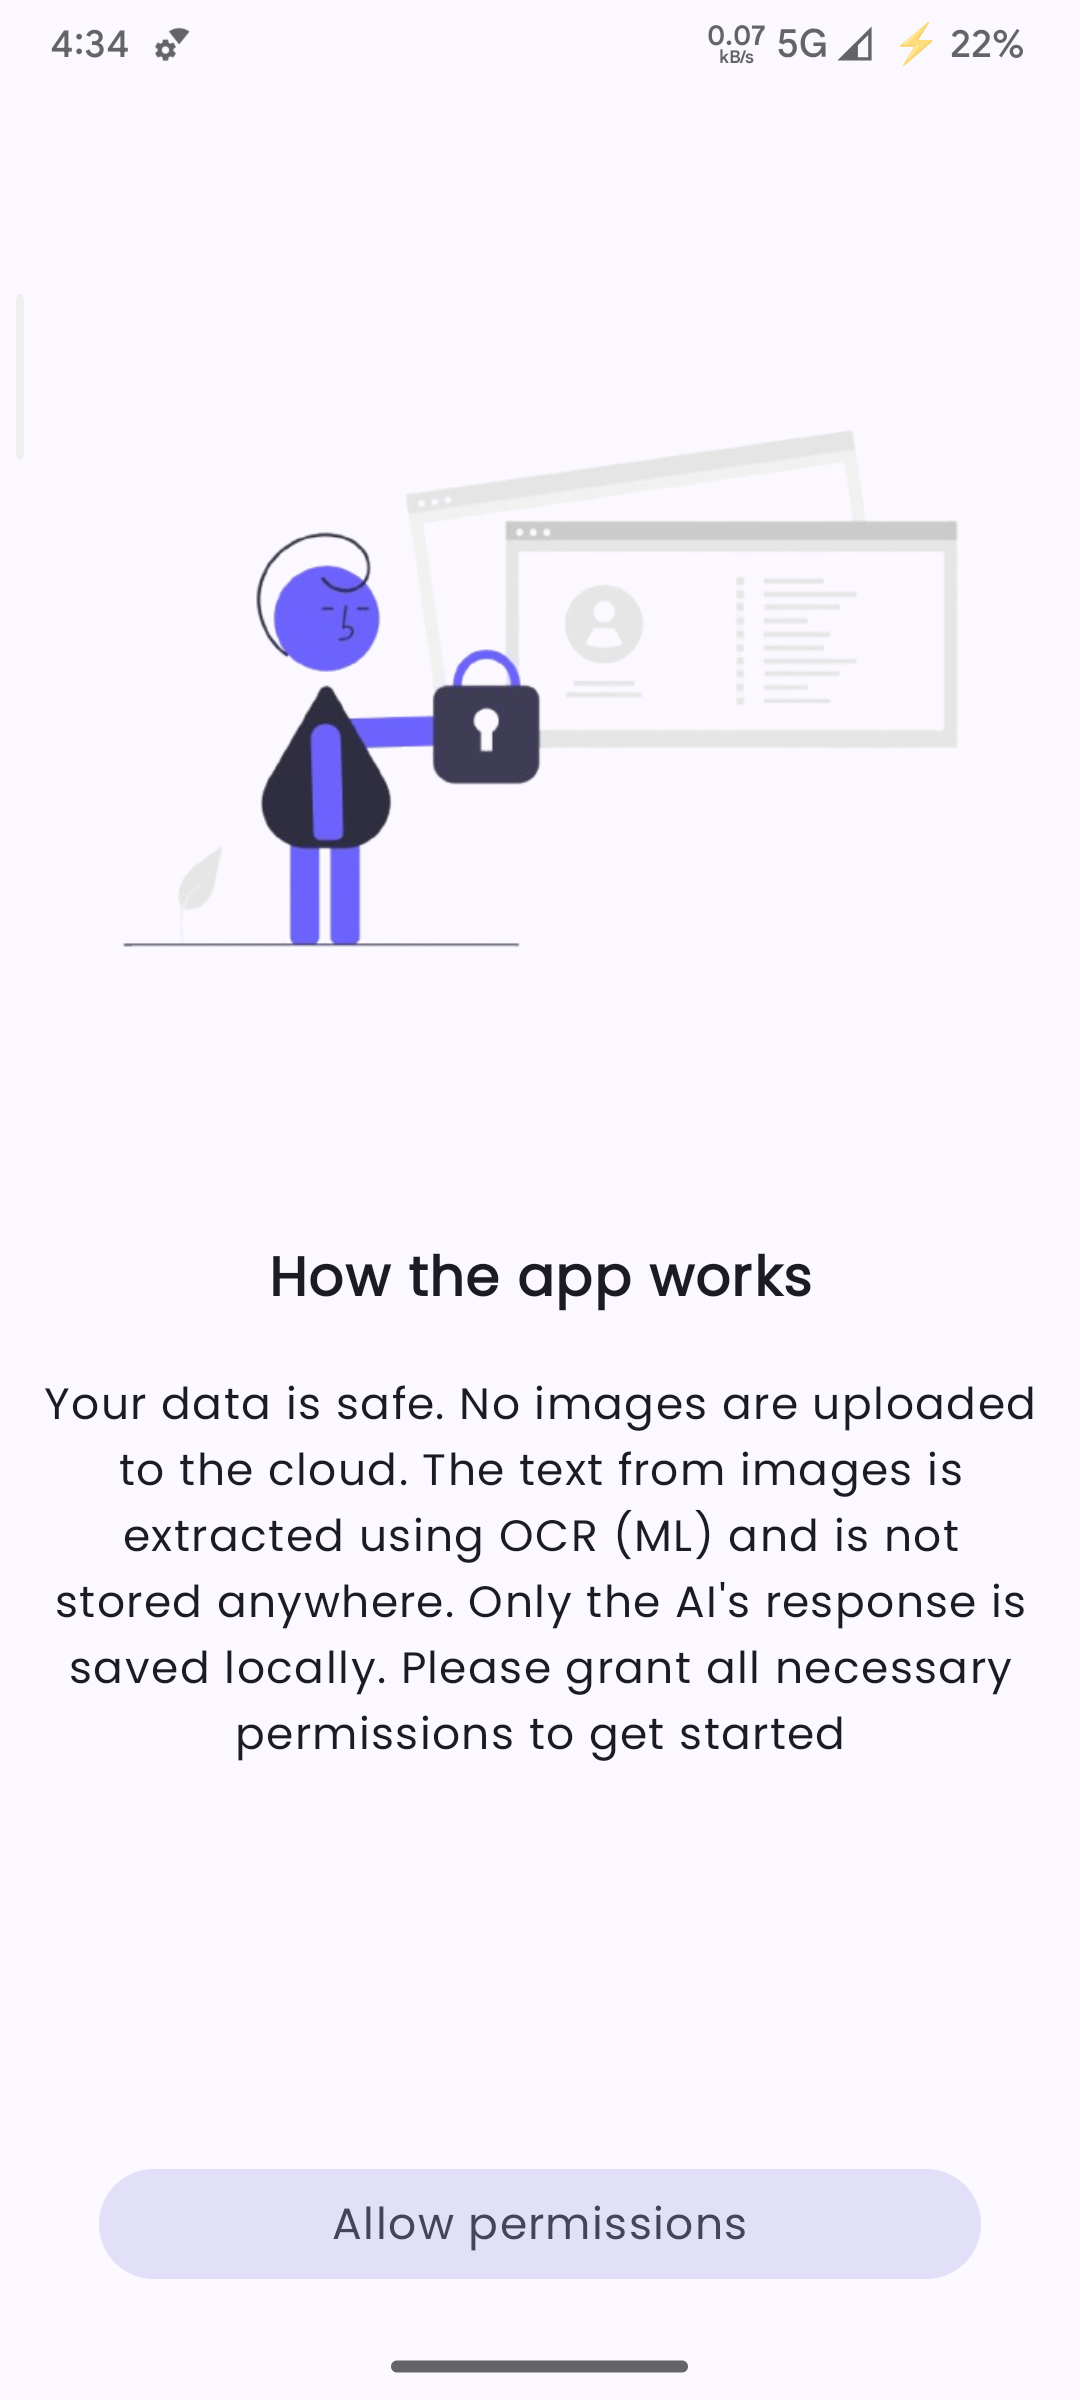 4:34
0.07
kB/s
5G
22%
How the app works
Your data is safe. No images are uploaded
to the cloud. The text from images is
extracted using OCR (ML) and is not
stored anywhere. Only the AI's response is
saved locally. Please grant all necessary
permissions to get started
Allow permissions